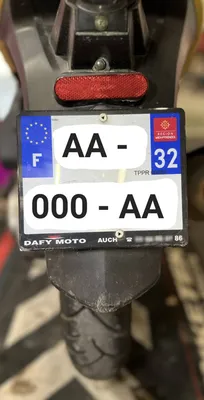 AA -
F
32
TPPR
000 - AA
DAFY MOTO AUCH 88